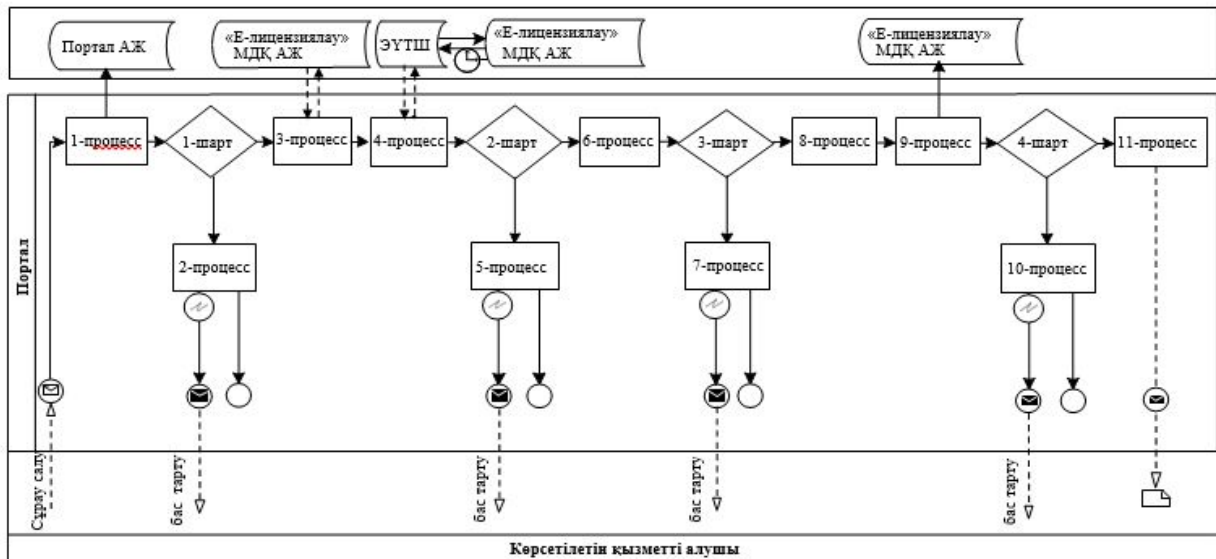 Портал АЖ
«Е-лицензиялау»
МДҚ АЖ
ЭҮТШ
«Е-лицензиялау»
МДҚ АЖ
«Е-лицензиялау»
МДҚ АЖ
1-процесс
1-шарт
3-процесс
4-процесс
2-шарт
6-процесс
3-шарт
8-процесс
9-процесс
4-шарт
11-процесс
2-процесс
5-процесс
7-процесс
10-процесс
Портал
Сұрау салу
бас тарту
бас тарту
бас тарту
бас тарту
Көрсетілетін қызметті алушы